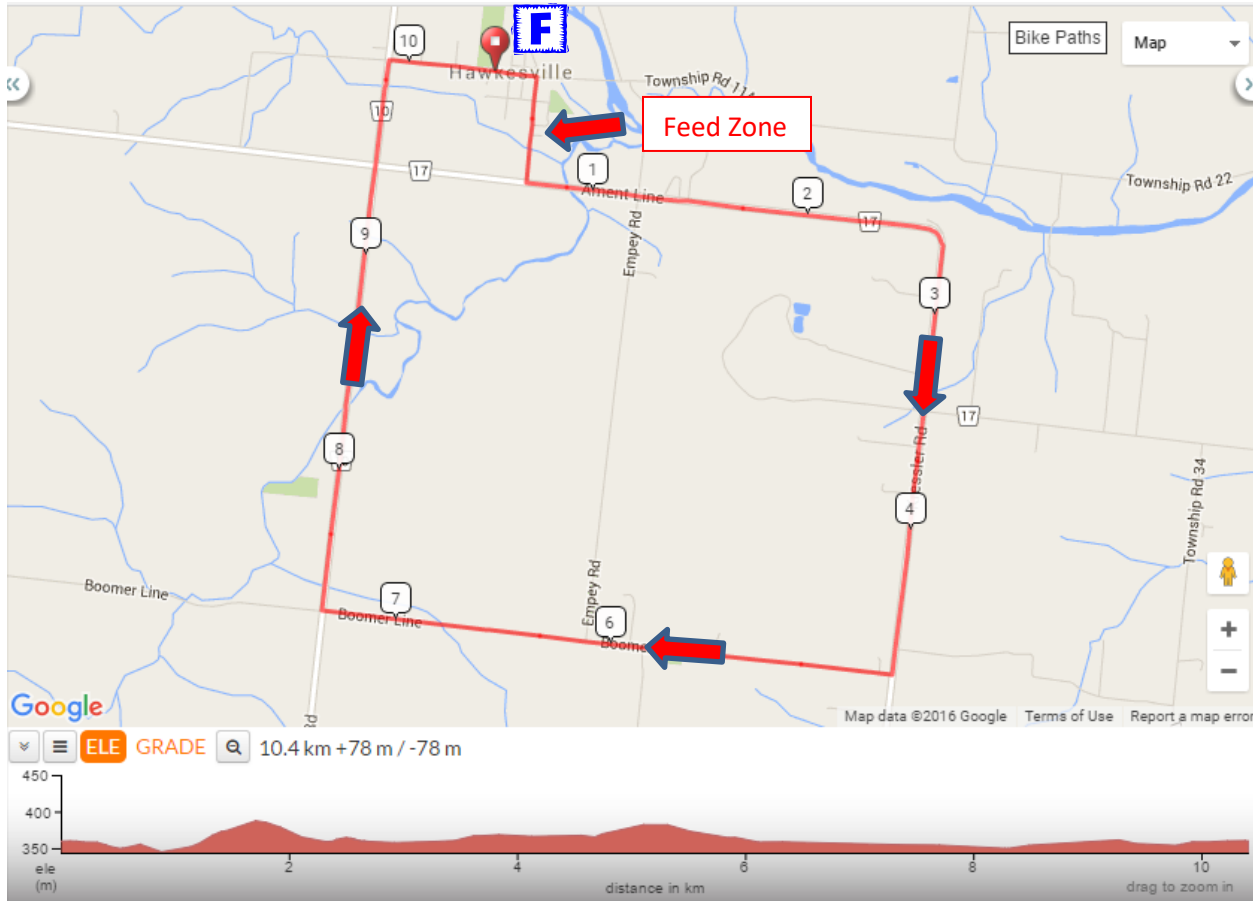 F
Bike Paths
Map
10
Hawkesville
Township Rd 114
10
Feed Zone
17
1
Ament Line
2
17
Township Rd 22
9
Empey Rd
3
17
8
4
Township Rd 34
Boomer Line
7
Boomer Line
Empey Rd
6
Google
Rd
Map data ©2016 Google
Terms of Use
Report a map error
ELE
GRADE
10.4 km +78 m / -78 m
450
400
350
ele
(m)
2
4
6
8
10
distance in km
drag to zoom in